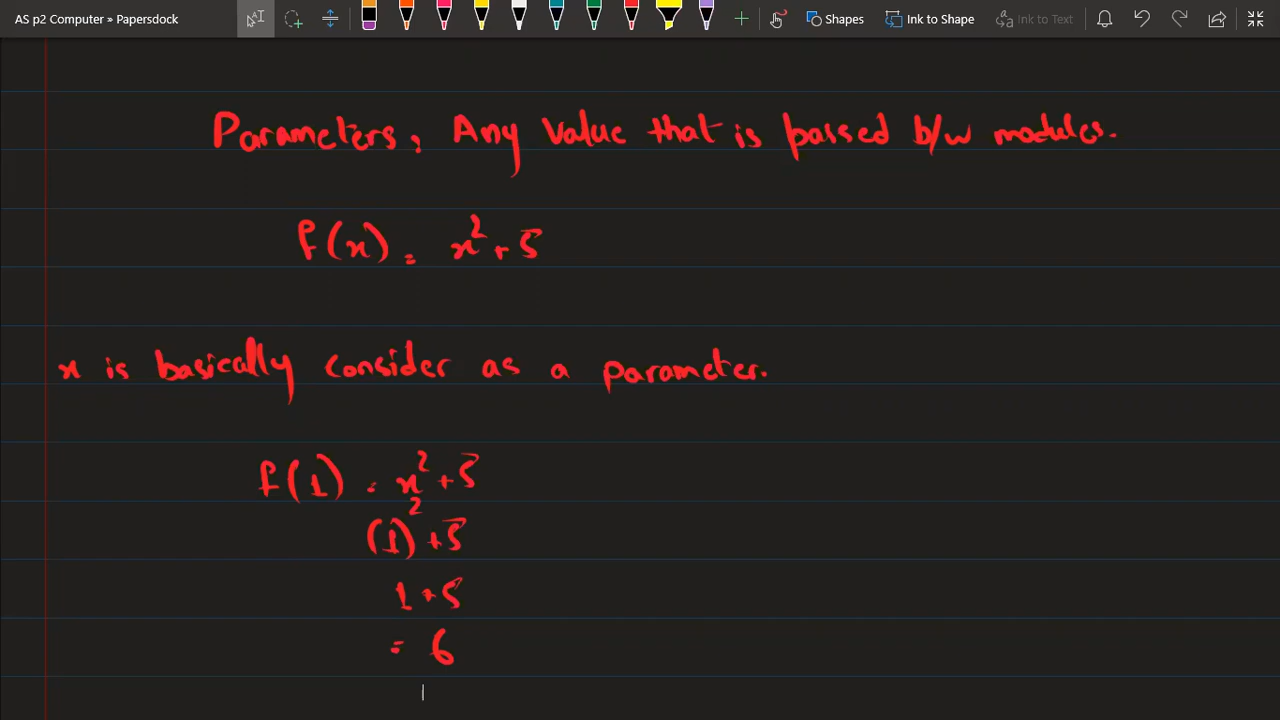 AS p2 Computer » Papersdock
Shapes
Ink to Shape
Ink to Text
Parameters, Any value that is passed b/w modules.
f(x) = x² + 5
x is basically consider as a parameter.
f(1) = x² + 5
(1)² + 5
1 + 5
= 6